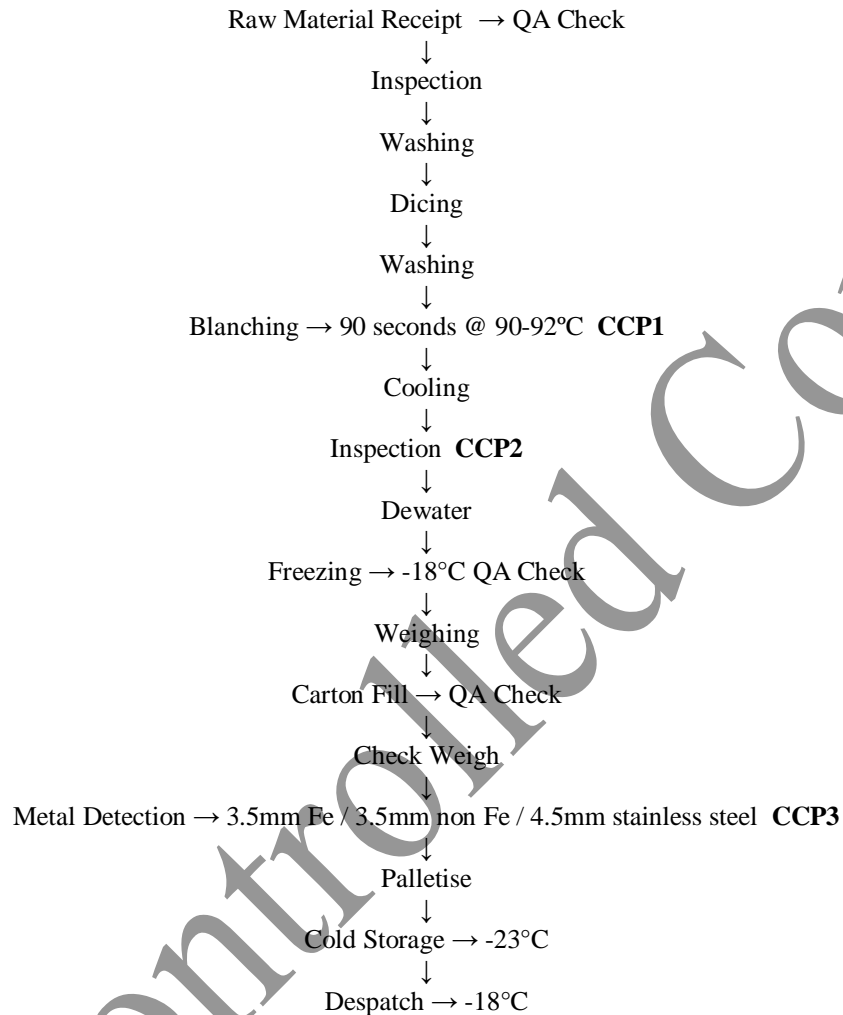 Raw Material Receipt → QA Check
↓
Inspection
↓
Washing
↓
Dicing
↓
Washing
↓
Blanching → 90 seconds @ 90-92ºC CCP1
↓
Cooling
↓
Inspection CCP2
↓
Dewater
↓
Freezing → -18°C QA Check
↓
Weighing
↓
Carton Fill → QA Check
↓
Check Weigh
↓
Metal Detection → 3.5mm Fe / 3.5mm non Fe / 4.5mm stainless steel CCP3
↓
Palletise
↓
Cold Storage → -23°C
↓
Despatch → -18°C
ontrolled Co